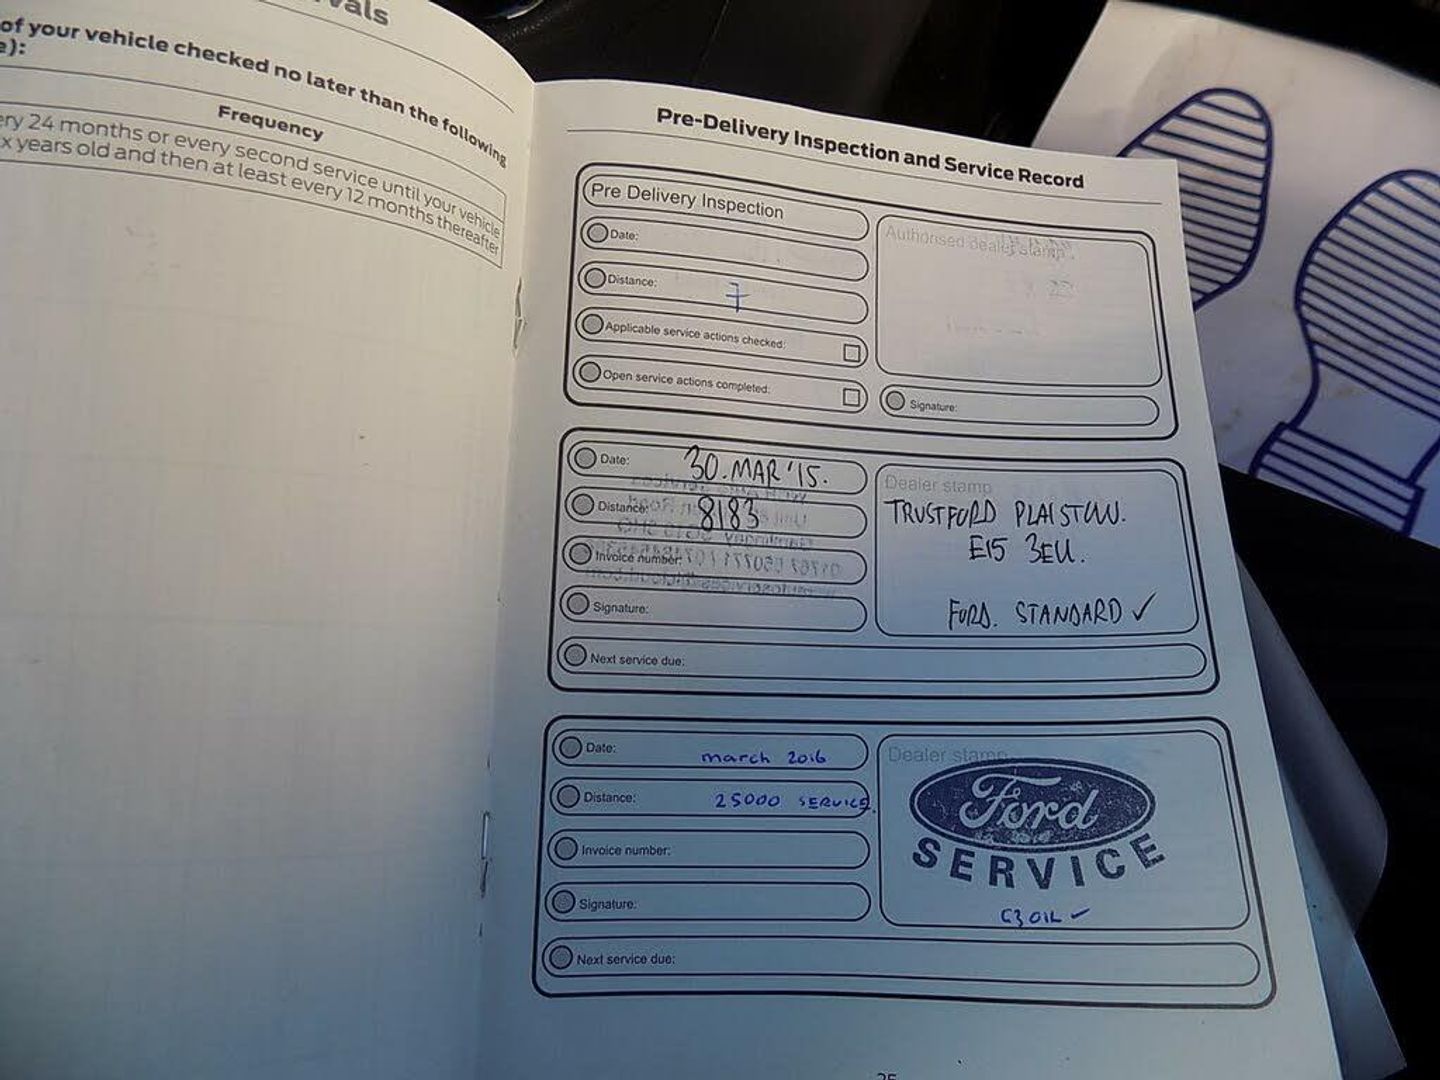 vals
of your vehicle checked no later than the following
e):
Frequency
ery 24 months or every second service until your vehicle
x years old and then at least every 12 months thereafter
Pre-Delivery Inspection and Service Record
Pre Delivery Inspection
Date:
Distance: 7
Applicable service actions checked:
Open service actions completed:
Authorised dealer stamp
Signature:
Date: 30.MAR'15.
Distance: 8183
Invoice number:
Signature:
Next service due:
Dealer stamp
TRUSTFORD PLAISTOW.
E15 3EU.
FORD. STANDARD ✓
Date: march 2016
Distance: 25000 SERVICE.
Invoice number:
Signature:
Next service due:
Dealer stamp
Ford
SERVICE
C3 OIL ✓